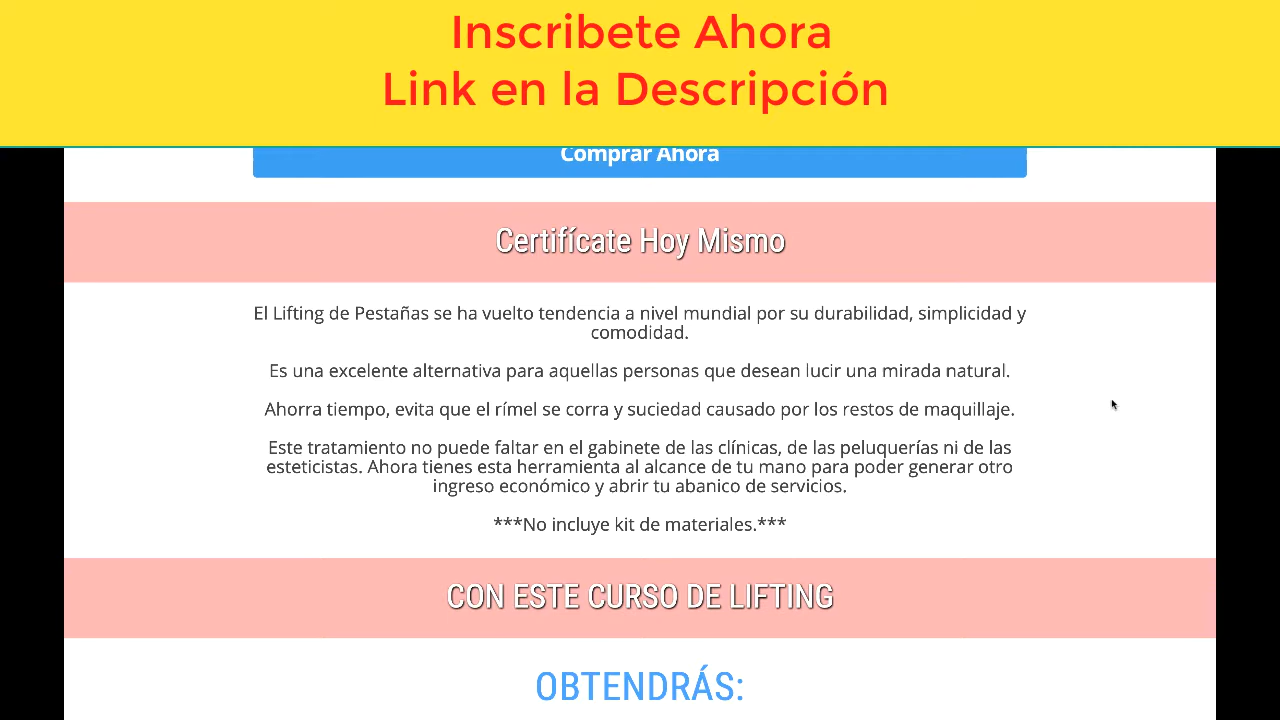 Inscribete Ahora
Link en la Descripción
Comprar Ahora
Certifícate Hoy Mismo
El Lifting de Pestañas se ha vuelto tendencia a nivel mundial por su durabilidad, simplicidad y
comodidad.
Es una excelente alternativa para aquellas personas que desean lucir una mirada natural.
Ahorra tiempo, evita que el rímel se corra y suciedad causado por los restos de maquillaje.
Este tratamiento no puede faltar en el gabinete de las clínicas, de las peluquerías ni de las
esteticistas. Ahora tienes esta herramienta al alcance de tu mano para poder generar otro
ingreso económico y abrir tu abanico de servicios.
***No incluye kit de materiales.***
CON ESTE CURSO DE LIFTING
OBTENDRÁS: